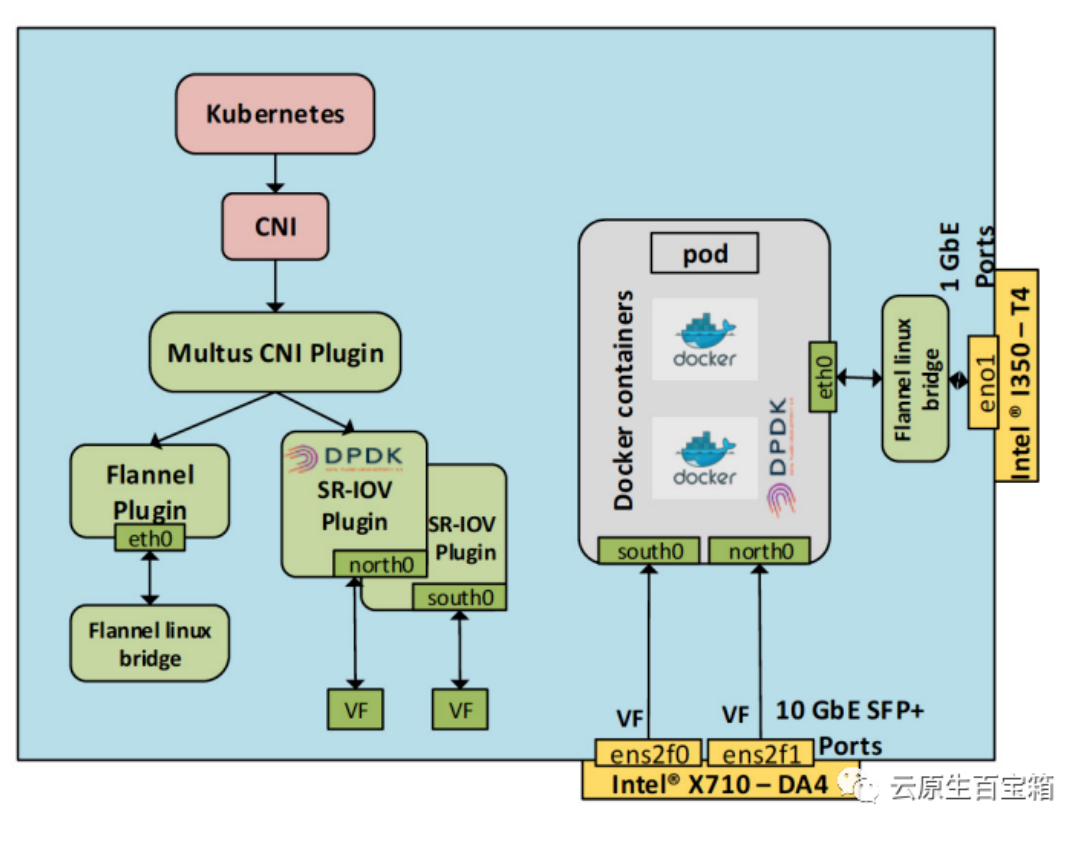 Kubernetes
CNI
Multus CNI Plugin
Flannel
Plugin
eth0
Flannel linux
bridge
DPDK
SR-IOV
Plugin
north0
SR-IOV
Plugin
south0
VF
VF
pod
Docker containers
docker
docker
DPDK
eth0
south0
north0
Flannel linux
bridge
1 GbE
Ports
eno1
Intel ® I350 – T4
VF
VF
10 GbE SFP+
Ports
ens2f0
ens2f1
Intel® X710 – DA4
云原生百宝箱